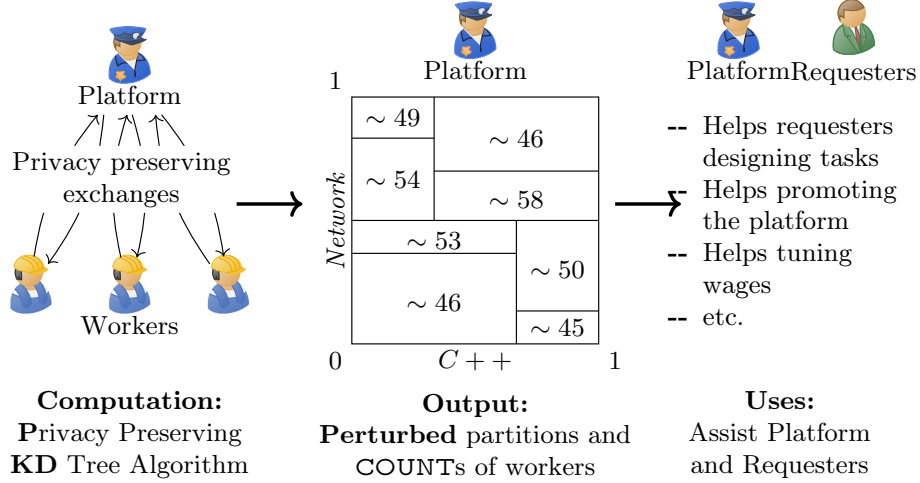 Platform
Privacy preserving
exchanges
Workers
Computation:
Privacy Preserving
KD Tree Algorithm
Platform
1
Network
~ 49
~ 46
~ 54
~ 58
~ 53
~ 50
~ 46
~ 45
0
C + +
1
Output:
Perturbed partitions and
COUNTs of workers
Platform
Requesters
-- Helps requesters
designing tasks
-- Helps promoting
the platform
-- Helps tuning
wages
-- etc.
Uses:
Assist Platform
and Requesters